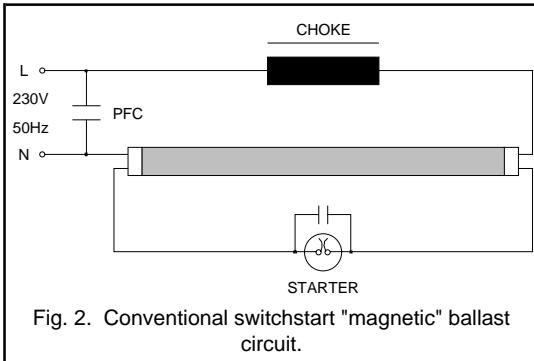 CHOKE
L
230V
PFC
50Hz
N
STARTER
Fig. 2. Conventional switchstart "magnetic" ballast
circuit.